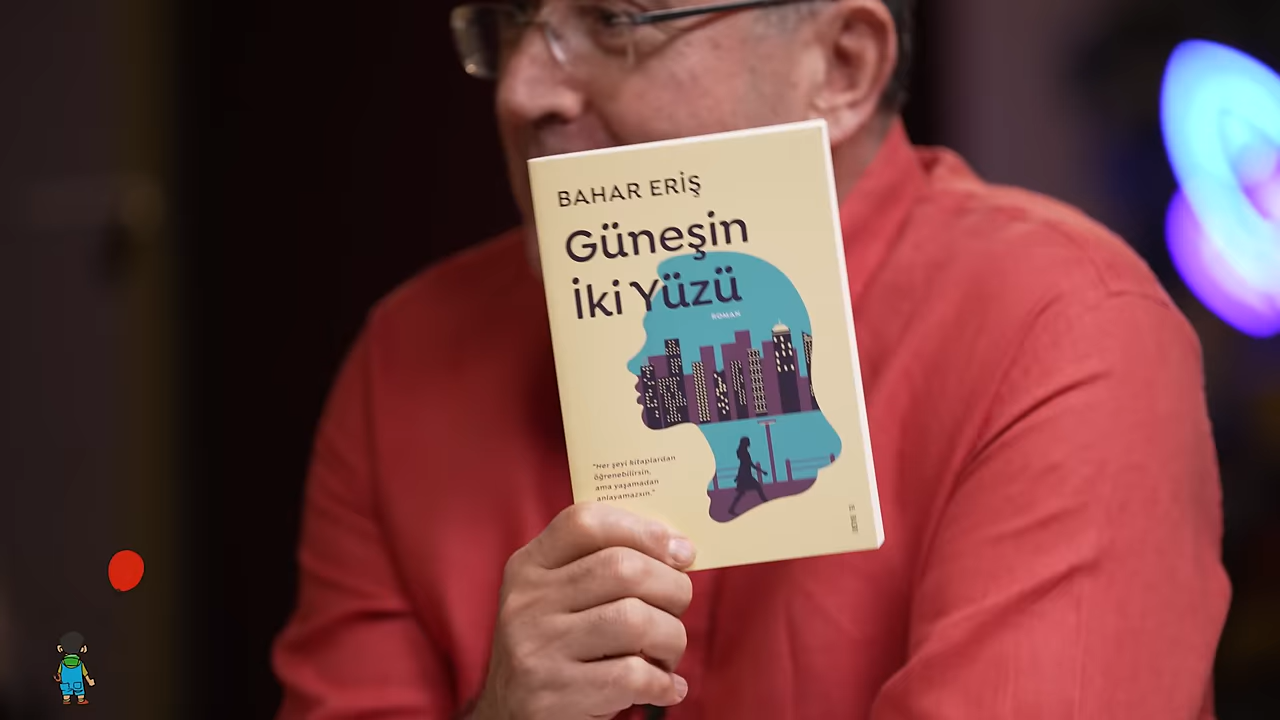 BAHAR ERİŞ
Güneşin
İki Yüzü
ROMAN
"Her şeyi kitaplardan
öğrenebilirsin,
ama yaşamadan
anlayamazsın."